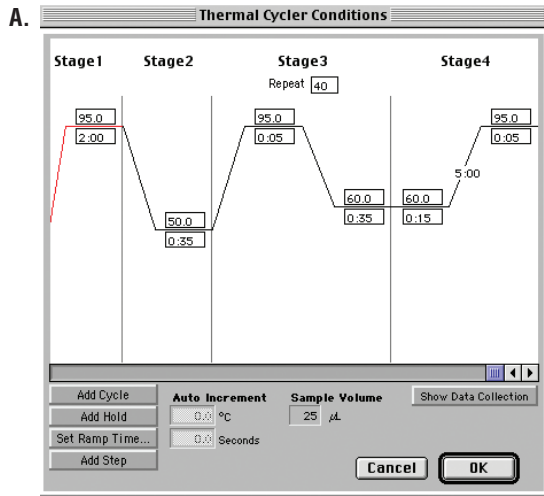 A.
Thermal Cycler Conditions
Stage1 Stage2 Stage3 Stage4
Repeat 40
95.0 95.0 95.0
2:00 0:05 0:05
5:00
60.0 60.0
50.0 0:35 0:15
0:35
Add Cycle Auto Increment Sample Volume Show Data Collection
Add Hold 0.0 °C 25 µL
Set Ramp Time... 0.0 Seconds
Add Step
Cancel OK